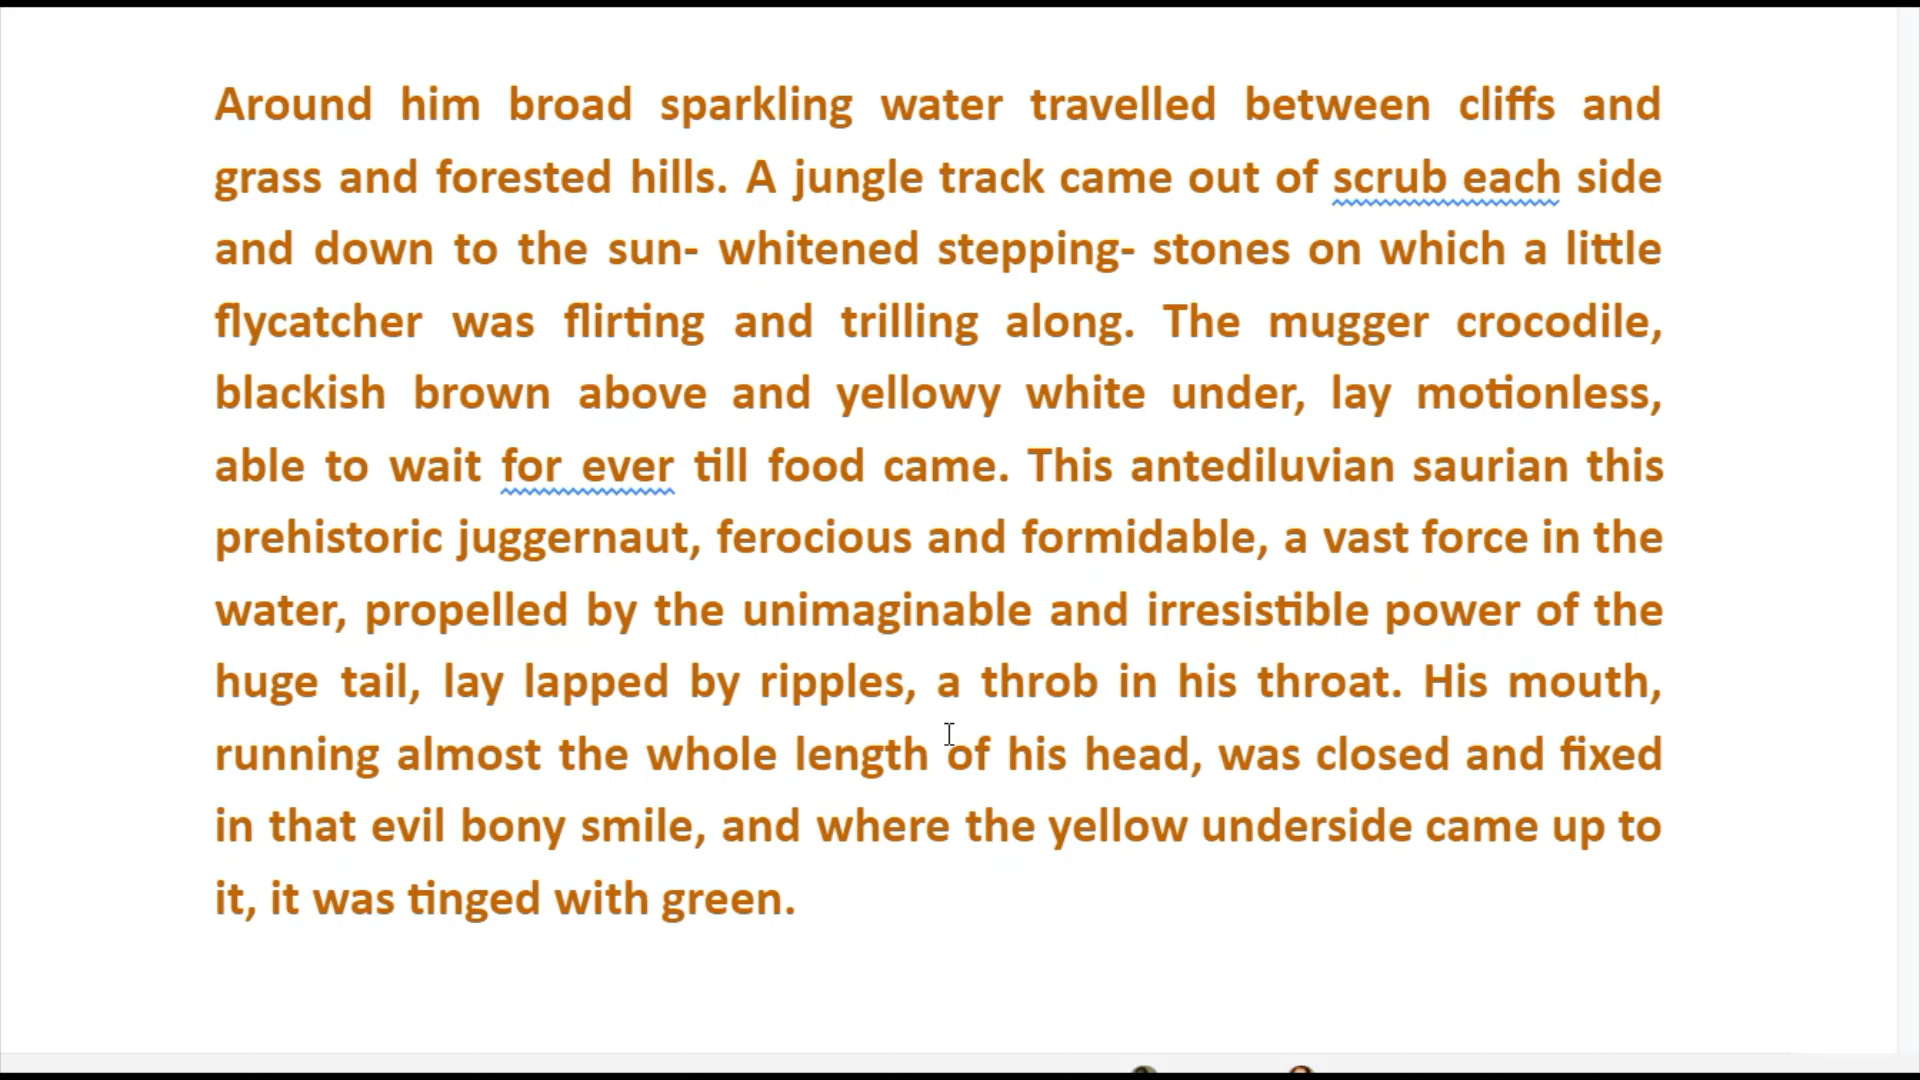 Around him broad sparkling water travelled between cliffs and
grass and forested hills. A jungle track came out of scrub each side
and down to the sun- whitened stepping- stones on which a little
flycatcher was flirting and trilling along. The mugger crocodile,
blackish brown above and yellowy white under, lay motionless,
able to wait for ever till food came. This antediluvian saurian this
prehistoric juggernaut, ferocious and formidable, a vast force in the
water, propelled by the unimaginable and irresistible power of the
huge tail, lay lapped by ripples, a throb in his throat. His mouth,
running almost the whole length of his head, was closed and fixed
in that evil bony smile, and where the yellow underside came up to
it, it was tinged with green.